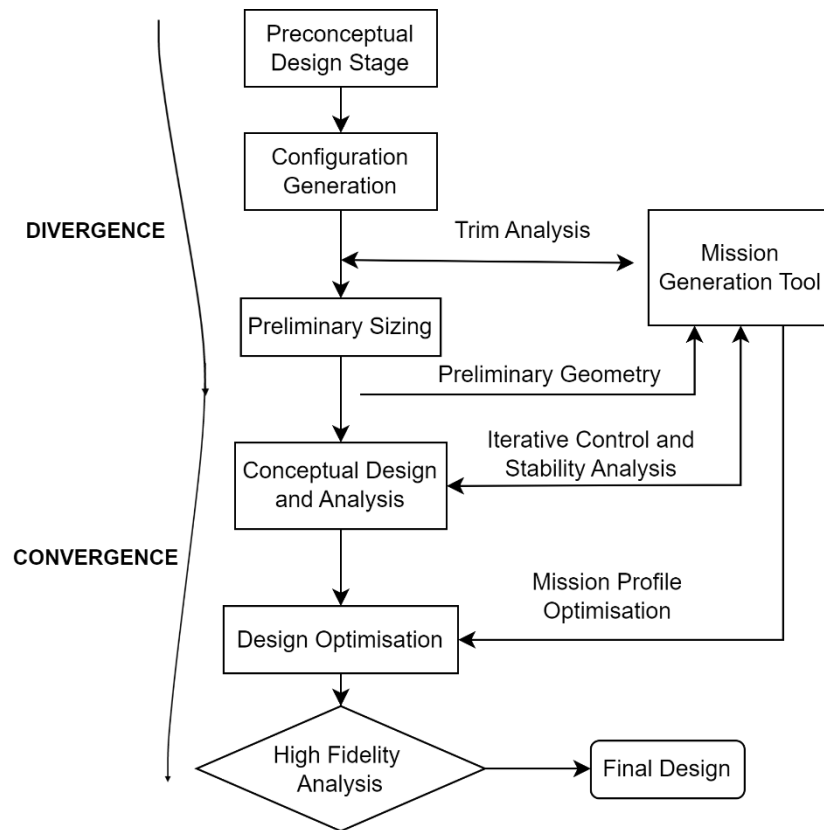 Preconceptual
Design Stage
Configuration
Generation
DIVERGENCE
Trim Analysis
Mission
Generation Tool
Preliminary Sizing
Preliminary Geometry
Iterative Control and
Stability Analysis
Conceptual Design
and Analysis
CONVERGENCE
Mission Profile
Optimisation
Design Optimisation
High Fidelity
Analysis
Final Design